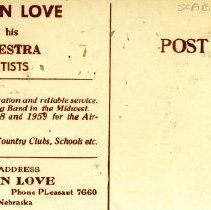 N LOVE
his
ESTRA
TISTS
ration and reliable service.
g Band in the Midwest.
8 and 1959 for the Air-
Country Clubs, Schools etc.
ADDRESS
N LOVE
Phone PLeasant 7660
Nebraska
POST